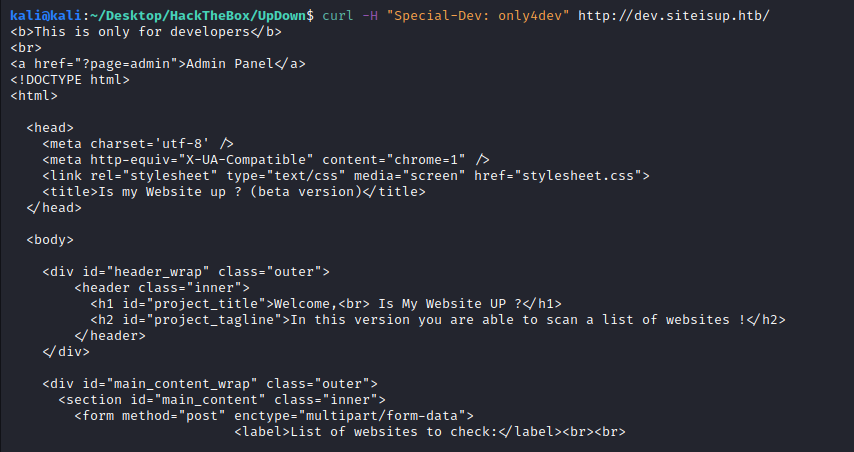 kali@kali:~/Desktop/HackTheBox/UpDown$ curl -H "Special-Dev: only4dev" http://dev.siteisup.htb/
<b>This is only for developers</b>
<br>
<a href="?page=admin">Admin Panel</a>
<!DOCTYPE html>
<html>
<head>
<meta charset='utf-8' />
<meta http-equiv="X-UA-Compatible" content="chrome=1" />
<link rel="stylesheet" type="text/css" media="screen" href="stylesheet.css">
<title>Is my Website up ? (beta version)</title>
</head>
<body>
<div id="header_wrap" class="outer">
<header class="inner">
<h1 id="project_title">Welcome,<br> Is My Website UP ?</h1>
<h2 id="project_tagline">In this version you are able to scan a list of websites !</h2>
</header>
</div>
<div id="main_content_wrap" class="outer">
<section id="main_content" class="inner">
<form method="post" enctype="multipart/form-data">
<label>List of websites to check:</label><br><br>